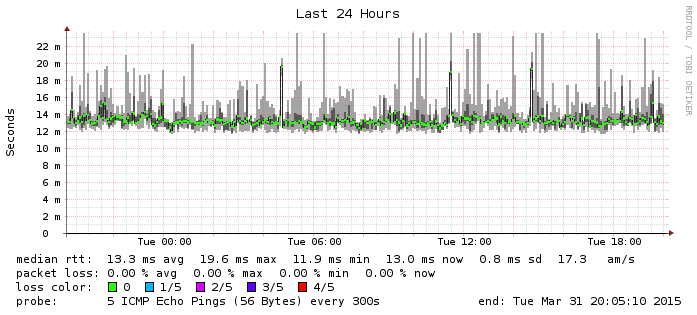 Last 24 Hours
RRDTOOL / TOBI OETIKER
Seconds
22 m
20 m
18 m
16 m
14 m
12 m
10 m
8 m
6 m
4 m
2 m
0
Tue 00:00 Tue 06:00 Tue 12:00 Tue 18:00
median rtt: 13.3 ms avg 19.6 ms max 11.9 ms min 13.0 ms now 0.8 ms sd 17.3 am/s
packet loss: 0.00 % avg 0.00 % max 0.00 % min 0.00 % now
loss color: 0 1/5 2/5 3/5 4/5
probe: 5 ICMP Echo Pings (56 Bytes) every 300s end: Tue Mar 31 20:05:10 2015